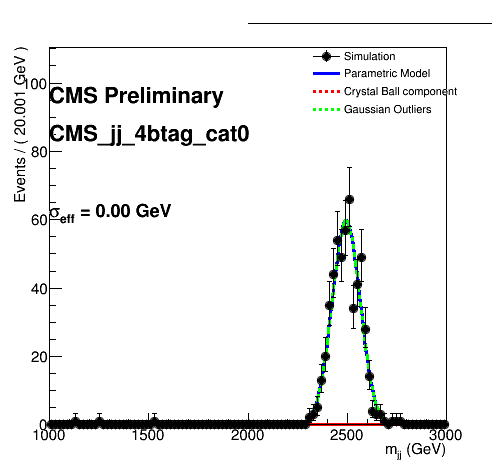 Simulation
Parametric Model
Crystal Ball component
Gaussian Outliers
CMS Preliminary
CMS_jj_4btag_cat0
σeff = 0.00 GeV
Events / ( 20.001 GeV )
100
80
60
40
20
0
1000 1500 2000 2500 3000
mjj (GeV)